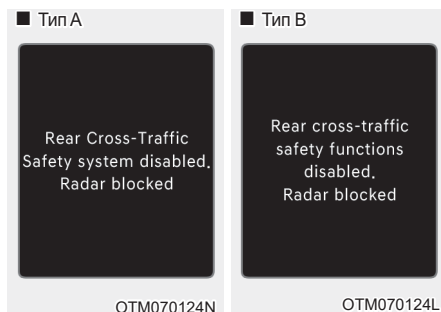 ■ Тип A
Rear Cross-Traffic
Safety system disabled.
Radar blocked
OTM070124N
■ Тип B
Rear cross-traffic
safety functions
disabled.
Radar blocked
OTM070124L